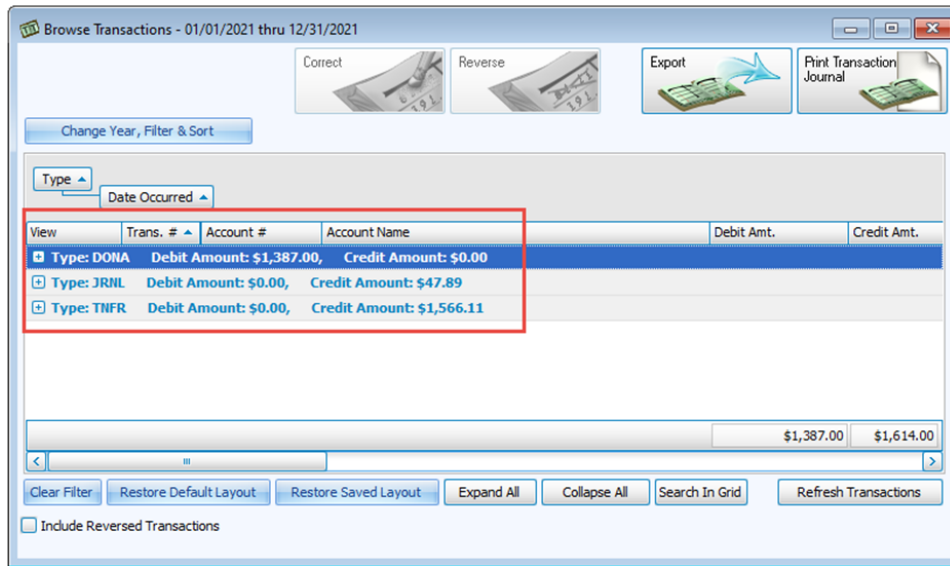 Browse Transactions - 01/01/2021 thru 12/31/2021
Correct
Reverse
Export
Print Transaction
Journal
Change Year, Filter & Sort
Type
Date Occurred
View Trans. # Account # Account Name Debit Amt. Credit Amt.
Type: DONA Debit Amount: $1,387.00, Credit Amount: $0.00
Type: JRNL Debit Amount: $0.00, Credit Amount: $47.89
Type: TNFR Debit Amount: $0.00, Credit Amount: $1,566.11
$1,387.00 $1,614.00
Clear Filter Restore Default Layout Restore Saved Layout Expand All Collapse All Search In Grid Refresh Transactions
Include Reversed Transactions